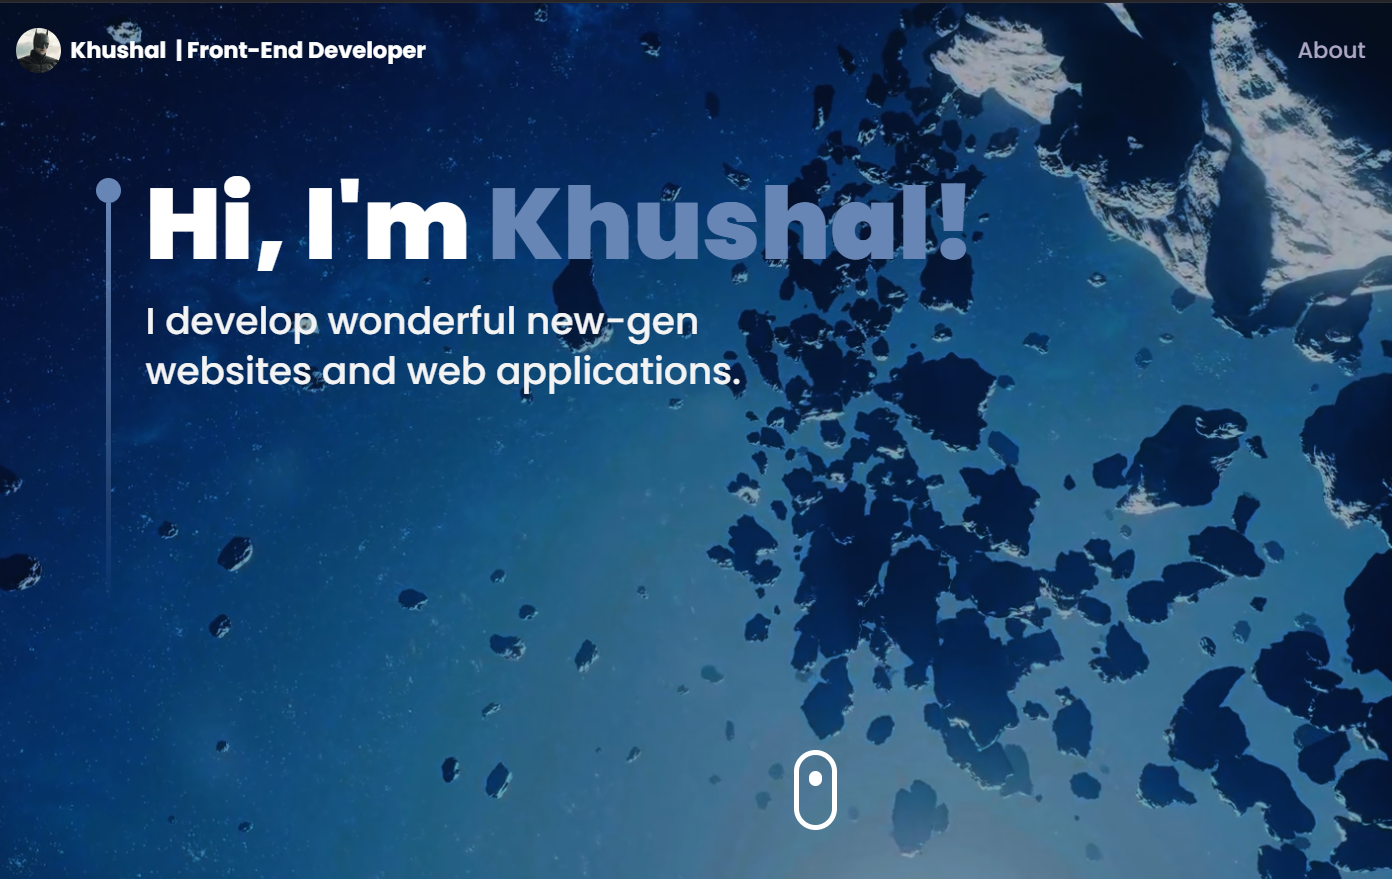 Khushal | Front-End Developer
About
Hi, I'm Khushal!
I develop wonderful new-gen
websites and web applications.